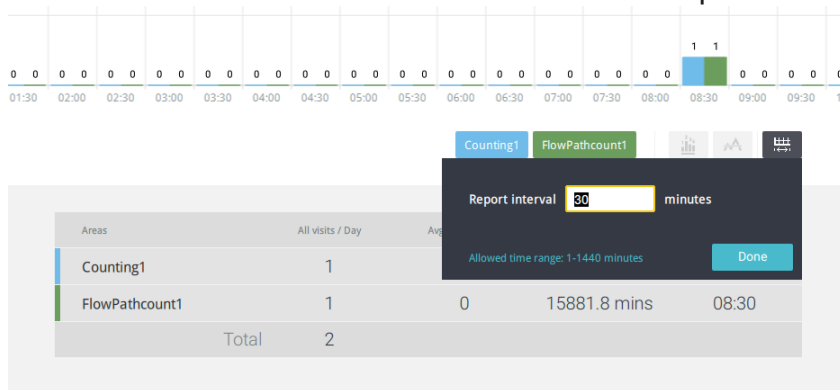 1 1
0 0 0 0 0 0 0 0 0 0 0 0 0 0 0 0 0 0 0 0 0 0 0 0 0 0 0 0 0 0 0 0
01:30 02:00 02:30 03:00 03:30 04:00 04:30 05:00 05:30 06:00 06:30 07:00 07:30 08:00 08:30 09:00 09:30
Counting1 FlowPathcount1
Report interval 30 minutes
Allowed time range: 1-1440 minutes Done
Areas All visits / Day
Counting1 1
FlowPathcount1 1 0 15881.8 mins 08:30
Total 2